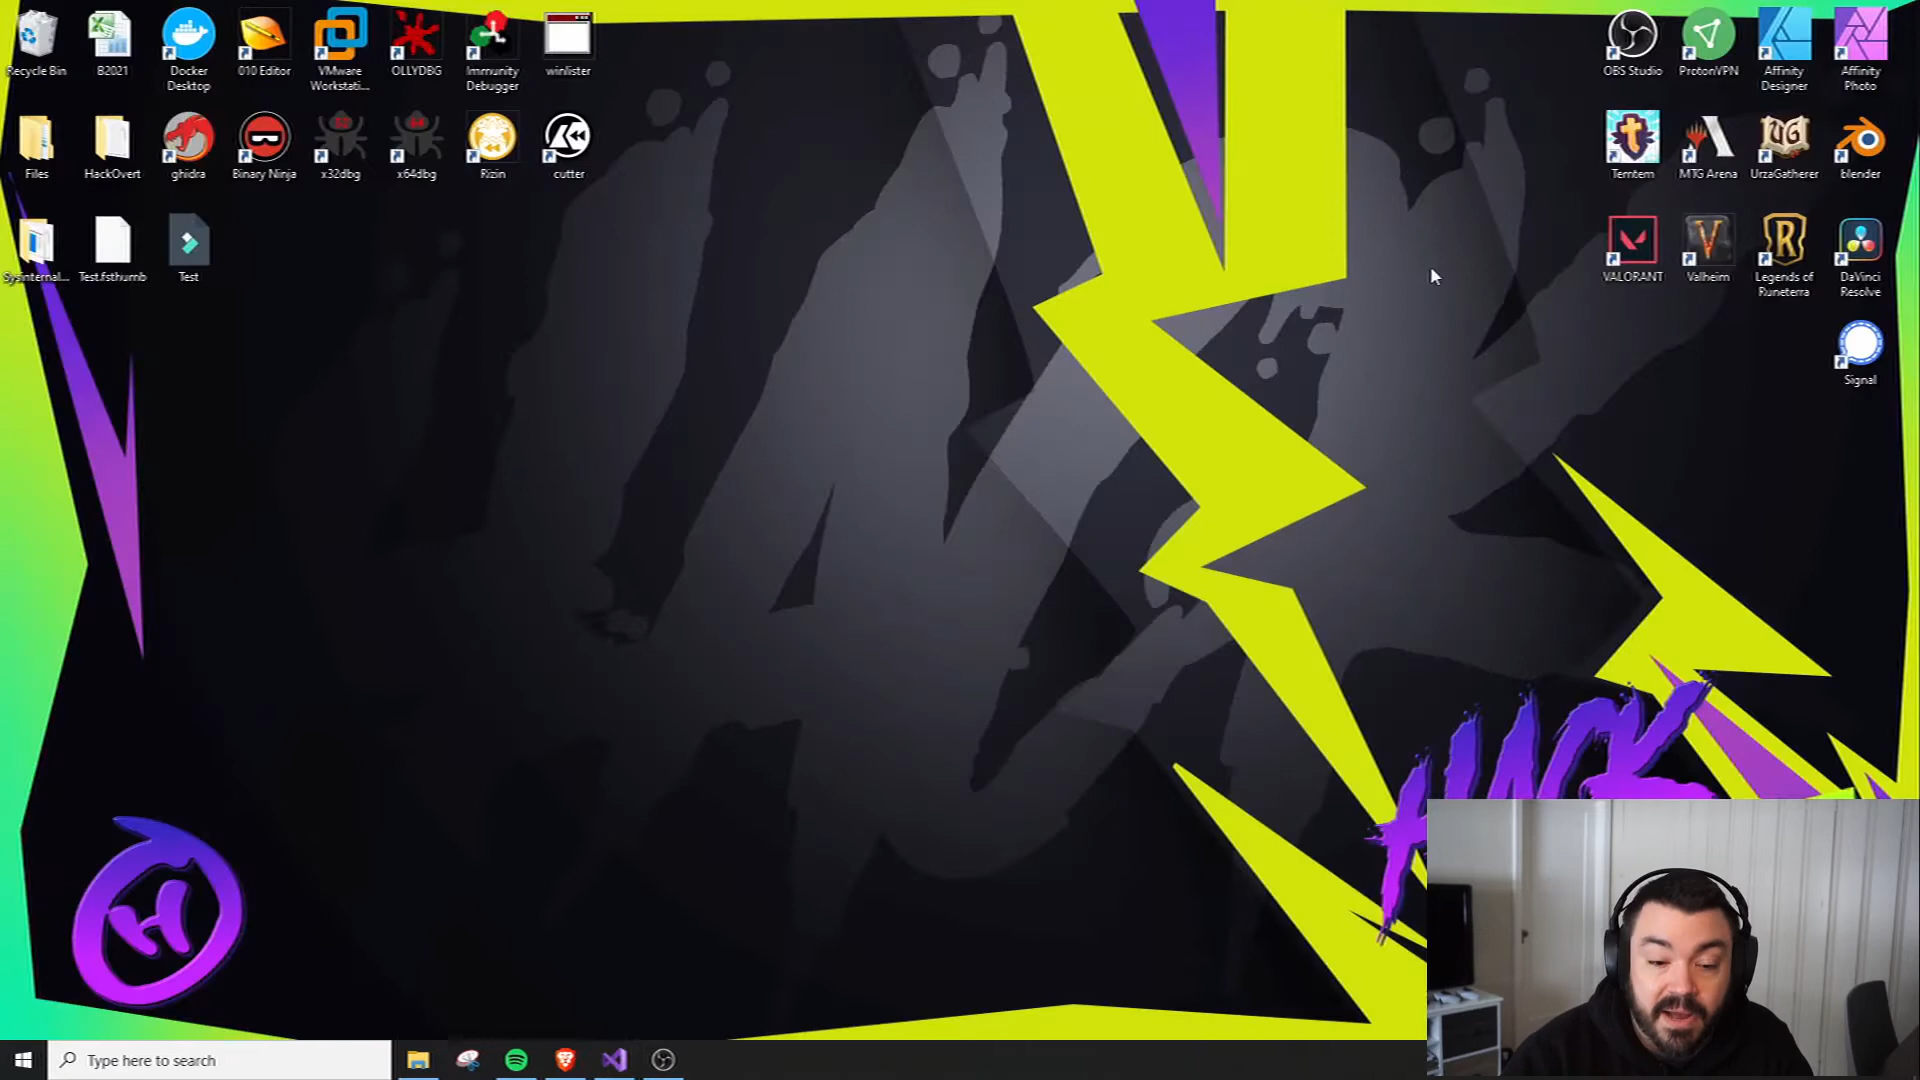 Recycle Bin
B2021
Docker Desktop
010 Editor
VMware Workstati...
OLLYDBG
Immunity Debugger
winlister
OBS Studio
ProtonVPN
Affinity Designer
Affinity Photo
Files
HackOvert
ghidra
Binary Ninja
x32dbg
x64dbg
Rizin
cutter
Temtem
MTG Arena
UrzaGatherer
blender
Sysinternal...
Test.fsthumb
Test
VALORANT
Valheim
Legends of Runeterra
DaVinci Resolve
Signal
HACK
H
Type here to search